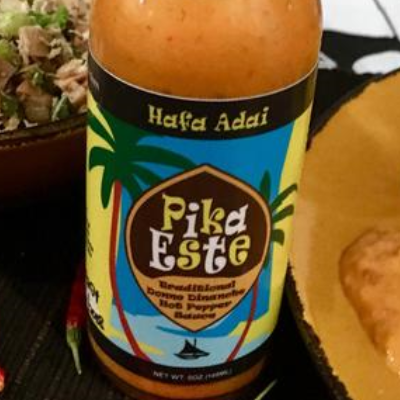 Hafa Adai
Pika
Este
Traditional
Donne Dinanche
Hot Pepper
Sauce
NET WT. 5OZ (148ML)